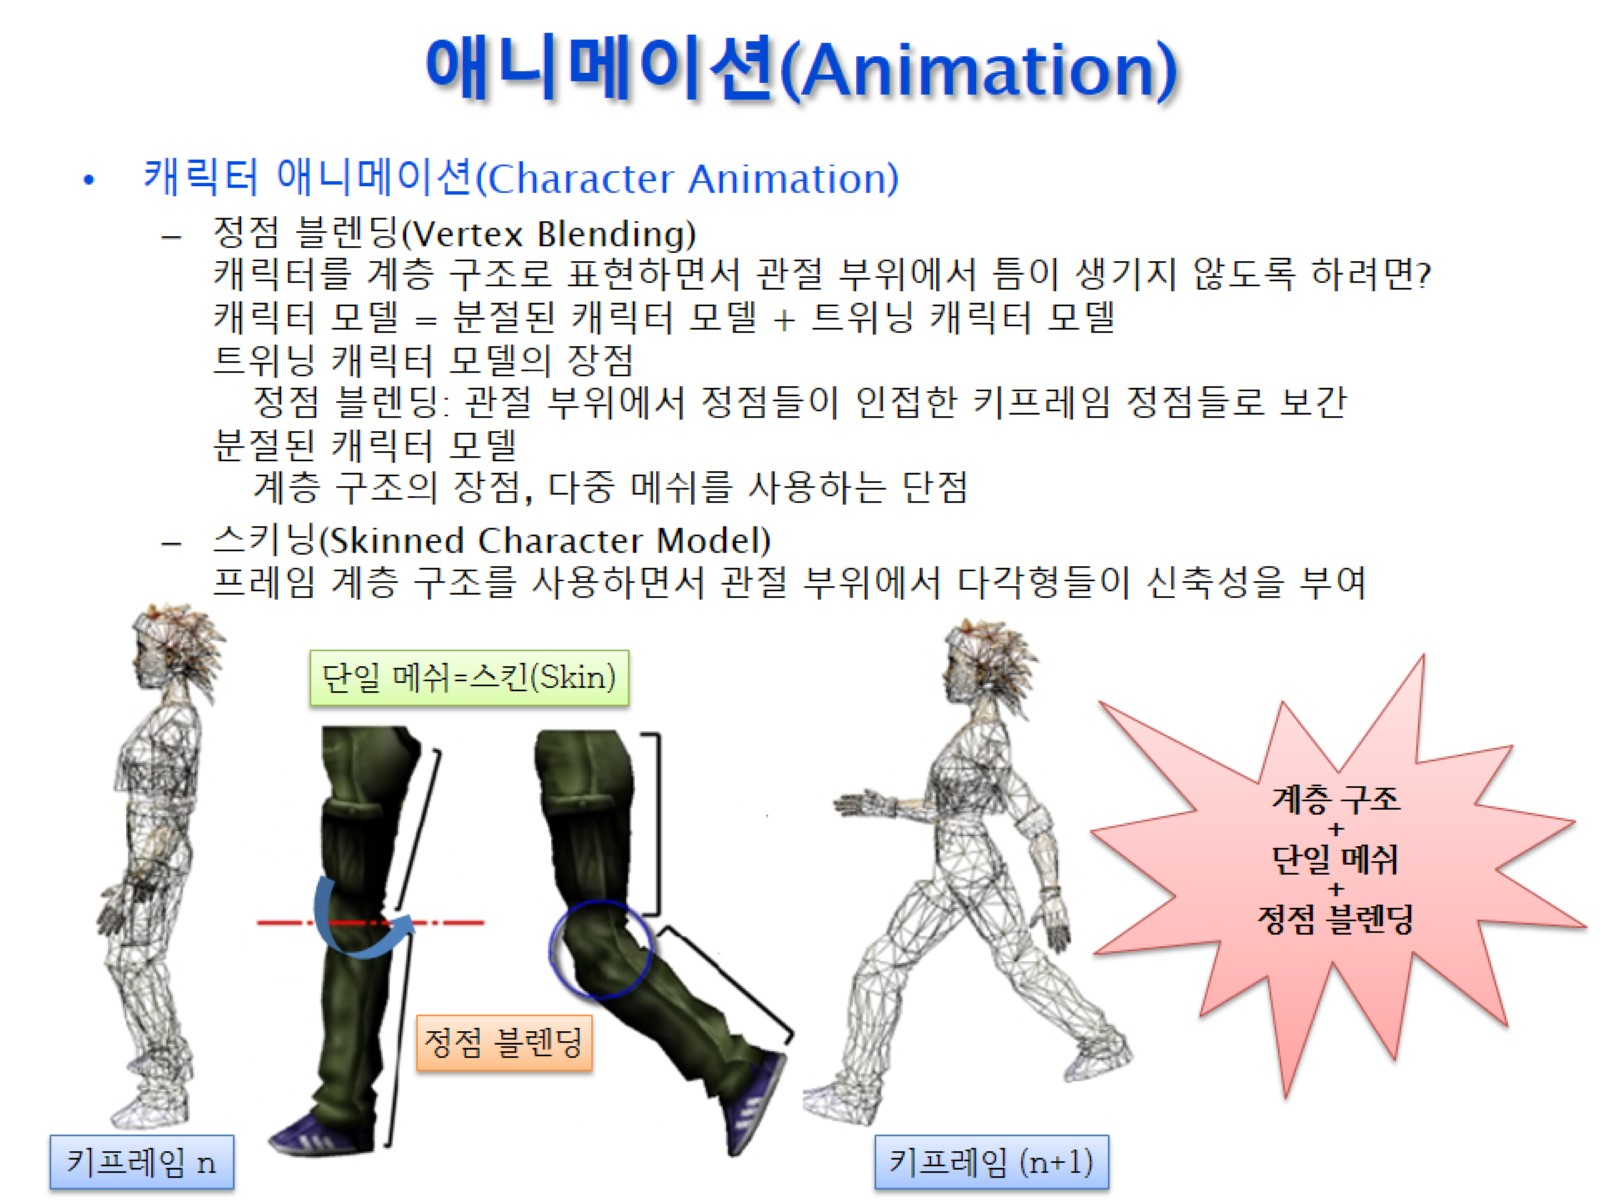 애니메이션(Animation)
• 캐릭터 애니메이션(Character Animation)
– 정점 블렌딩(Vertex Blending)
캐릭터를 계층 구조로 표현하면서 관절 부위에서 틈이 생기지 않도록 하려면?
캐릭터 모델 = 분절된 캐릭터 모델 + 트위닝 캐릭터 모델
트위닝 캐릭터 모델의 장점
정점 블렌딩: 관절 부위에서 정점들이 인접한 키프레임 정점들로 보간
분절된 캐릭터 모델
계층 구조의 장점, 다중 메쉬를 사용하는 단점
– 스키닝(Skinned Character Model)
프레임 계층 구조를 사용하면서 관절 부위에서 다각형들이 신축성을 부여
단일 메쉬=스킨(Skin)
계층 구조
+
단일 메쉬
+
정점 블렌딩
정점 블렌딩
키프레임 n
키프레임 (n+1)